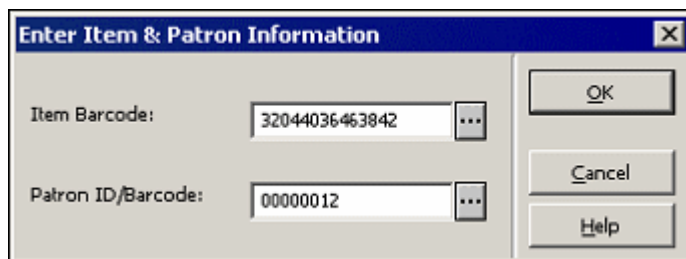 Enter Item & Patron Information
OK
Item Barcode:
32044036463842
...
Cancel
Patron ID/Barcode:
00000012
...
Help